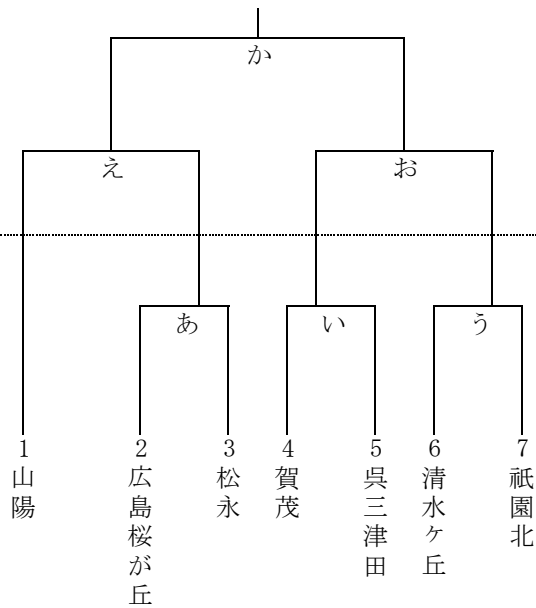 か
え
お
あ
い
う
1 山陽
2 広島桜が丘
3 松永
4 賀茂
5 呉三津田
6 清水ケ丘
7 祇園北